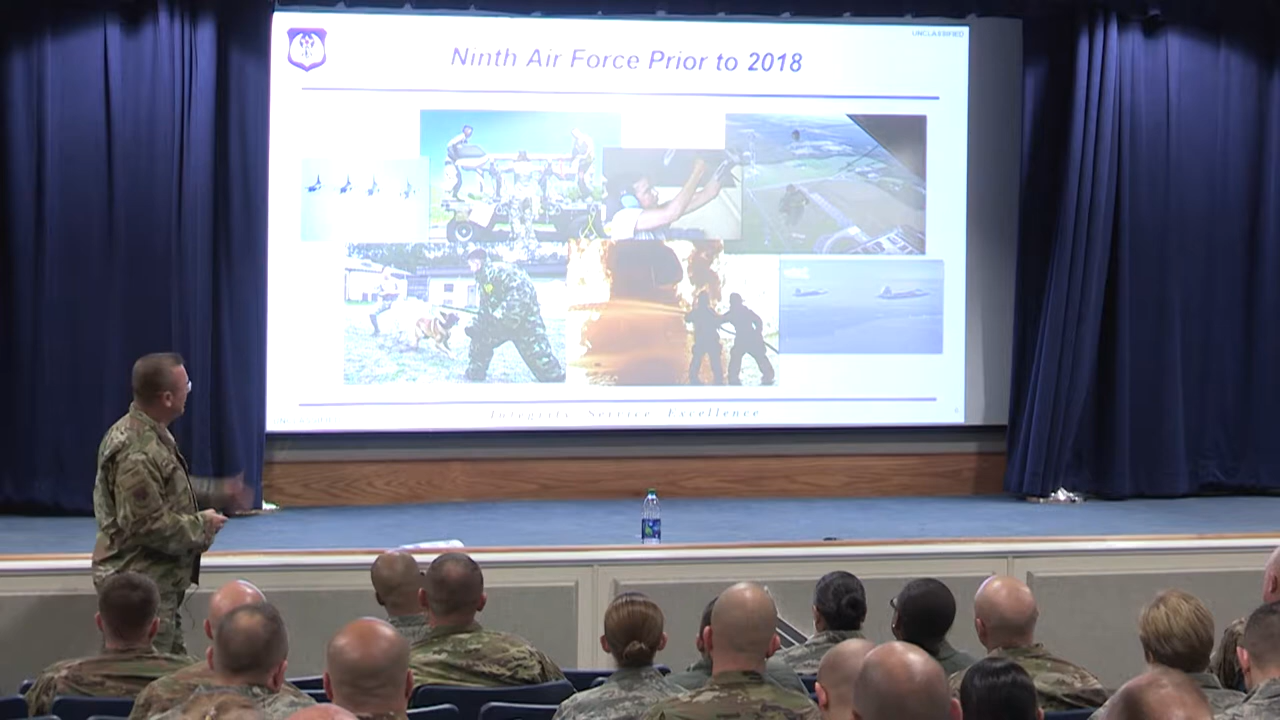 UNCLASSIFIED
Ninth Air Force Prior to 2018
Integrity Service Excellence